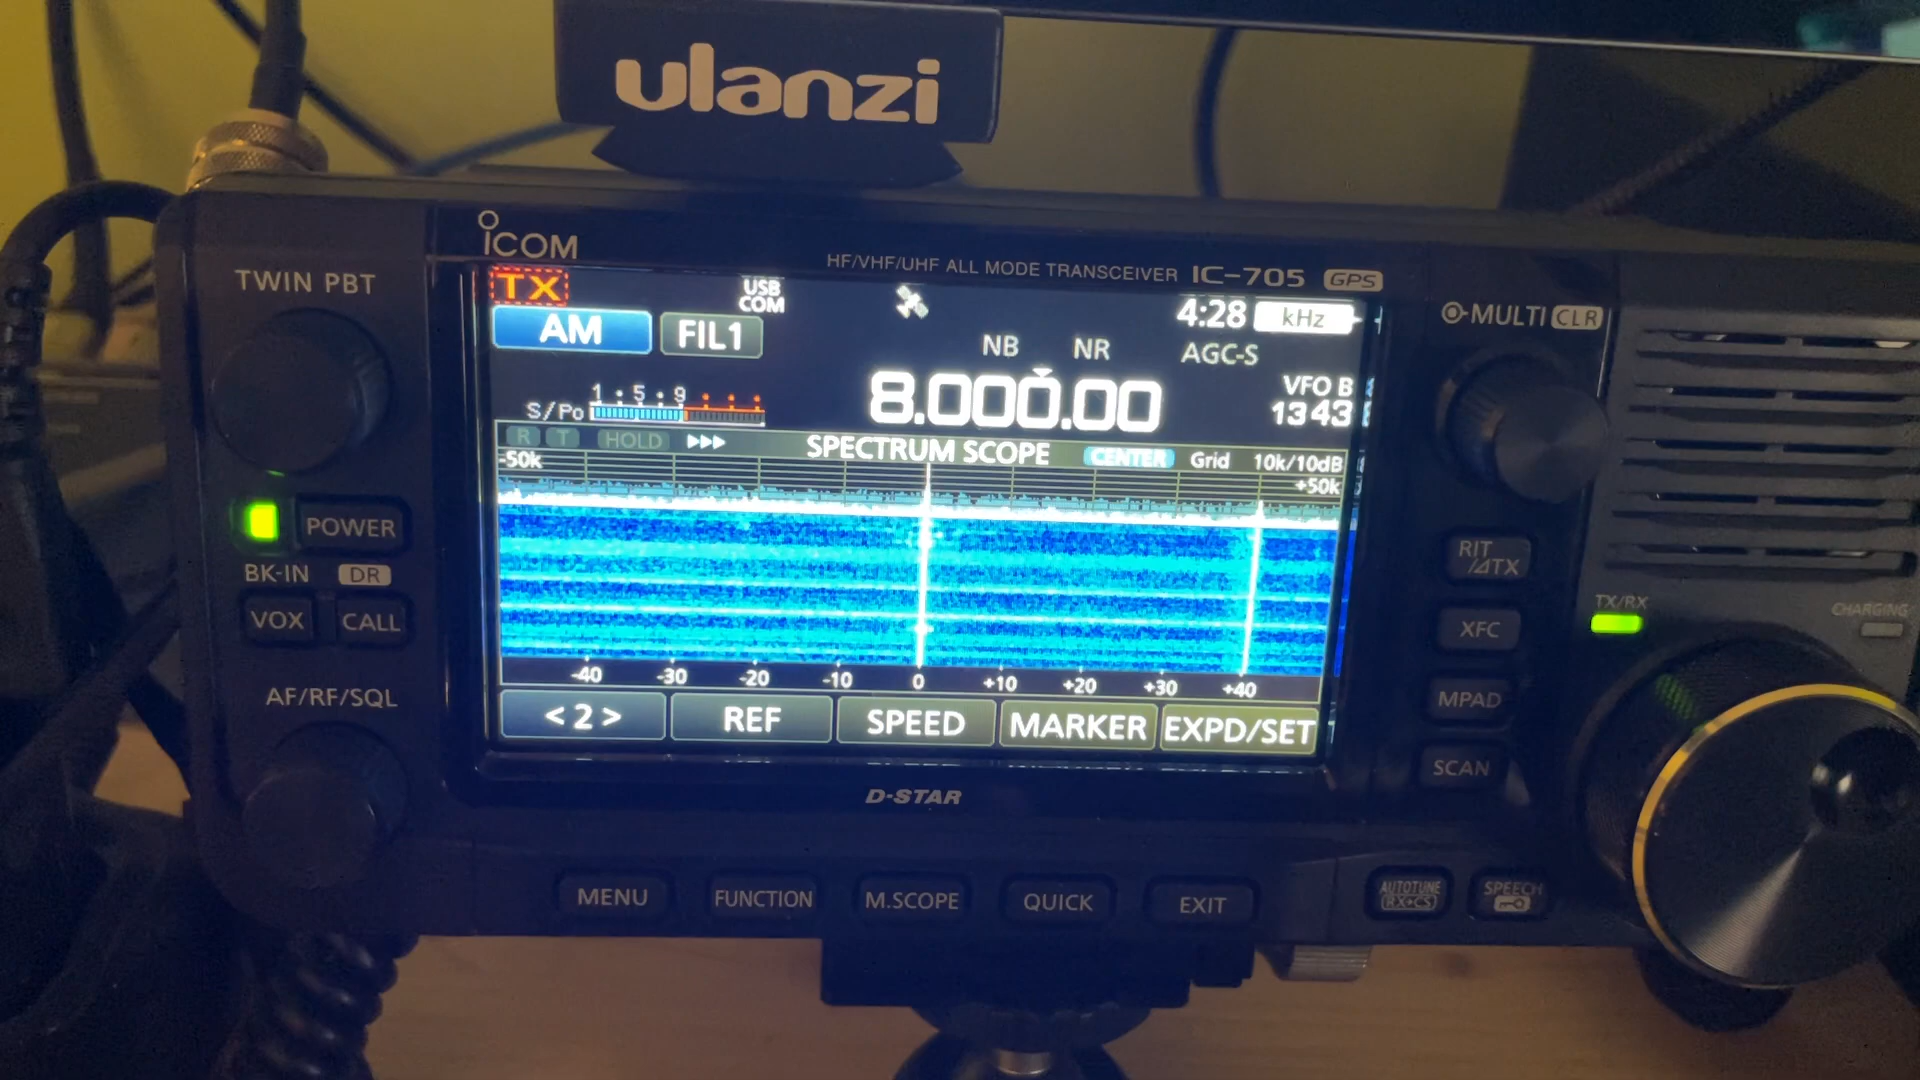 ulanzi
ICOM
HF/VHF/UHF ALL MODE TRANSCEIVER IC-705 GPS
TWIN PBT
MULTI CLR
TX
USB COM
4:28 kHz
AM FIL1
NB NR AGC-S
S/Po 1 • 5 • 9
8.000.00
VFO B
1343
R T HOLD SPECTRUM SCOPE CENTER Grid 10k/10dB
-50k +50k
POWER
BK-IN DR
VOX CALL
AF/RF/SQL
-40 -30 -20 -10 0 +10 +20 +30 +40
< 2 > REF SPEED MARKER EXPD/SET
RIT /⊿TX
TX/RX CHARGING
XFC
MPAD
SCAN
D-STAR
MENU FUNCTION M.SCOPE QUICK EXIT
AUTOTUNE RX→CS
SPEECH